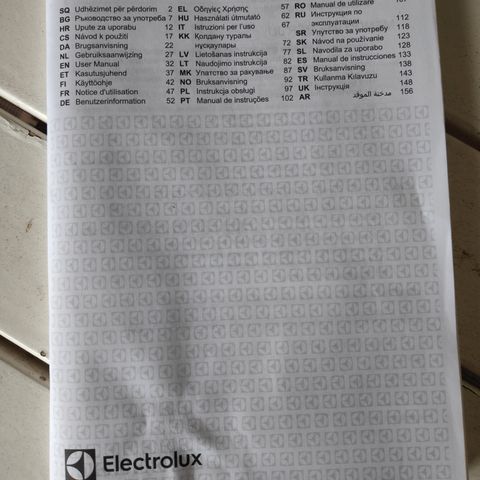 SQ Udhëzimet për përdorim 2
BG Ръководство за употреба 7
HR Upute za uporabu 12
CS Návod k použití 17
DA Brugsanvisning 22
NL Gebruiksaanwijzing 27
EN User Manual 32
ET Kasutusjuhend 37
FI Käyttöohje 42
FR Notice d'utilisation 47
DE Benutzerinformation 52
EL Οδηγίες Χρήσης 57
HU Használati útmutató 62
IT Istruzioni per l'uso 67
KK Қолдану туралы
нұсқаулары 72
LV Lietošanas instrukcija 77
LT Naudojimo instrukcija 82
MK Упатство за ракување 87
NO Bruksanvisning 92
PL Instrukcja obsługi 97
PT Manual de instruções 102
RO Manual de utilizare 107
RU Инструкция по
эксплуатации 112
SR Упутство за употребу 118
SK Návod na používanie 123
SL Navodila za uporabo 128
ES Manual de instrucciones 133
SV Bruksanvisning 138
TR Kullanma Kılavuzu 143
UK Інструкція 148
AR مدخنة الموقد 156
Electrolux